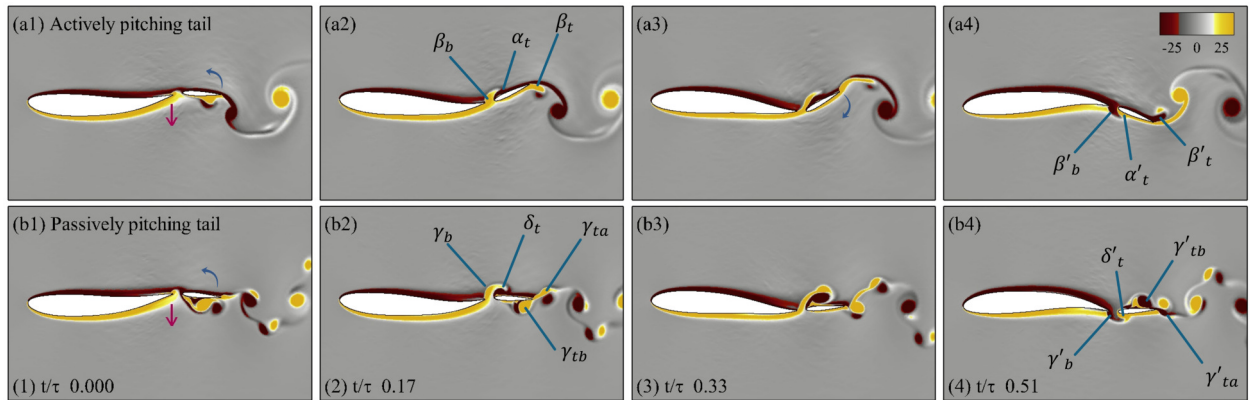 (a1) Actively pitching tail
(a2)
β_b
α_t
β_t
(a3)
(a4)
-25 0 25
β'_b
α'_t
β'_t
(b1) Passively pitching tail
(1) t/τ 0.000
(b2)
γ_b
δ_t
γ_ta
γ_tb
(2) t/τ 0.17
(b3)
(3) t/τ 0.33
(b4)
δ'_t
γ'_tb
γ'_b
γ'_ta
(4) t/τ 0.51